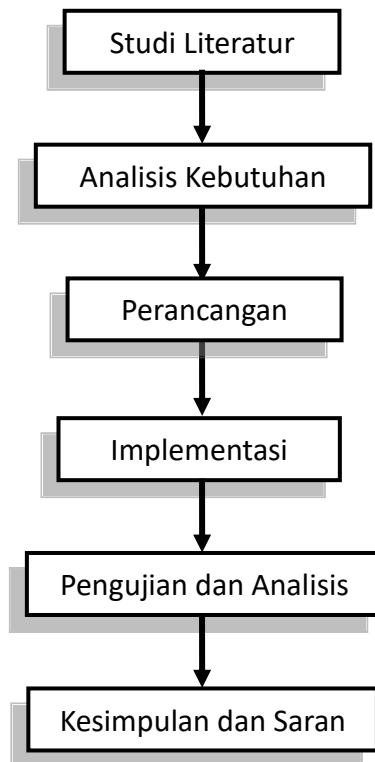 Studi Literatur
Analisis Kebutuhan
Perancangan
Implementasi
Pengujian dan Analisis
Kesimpulan dan Saran